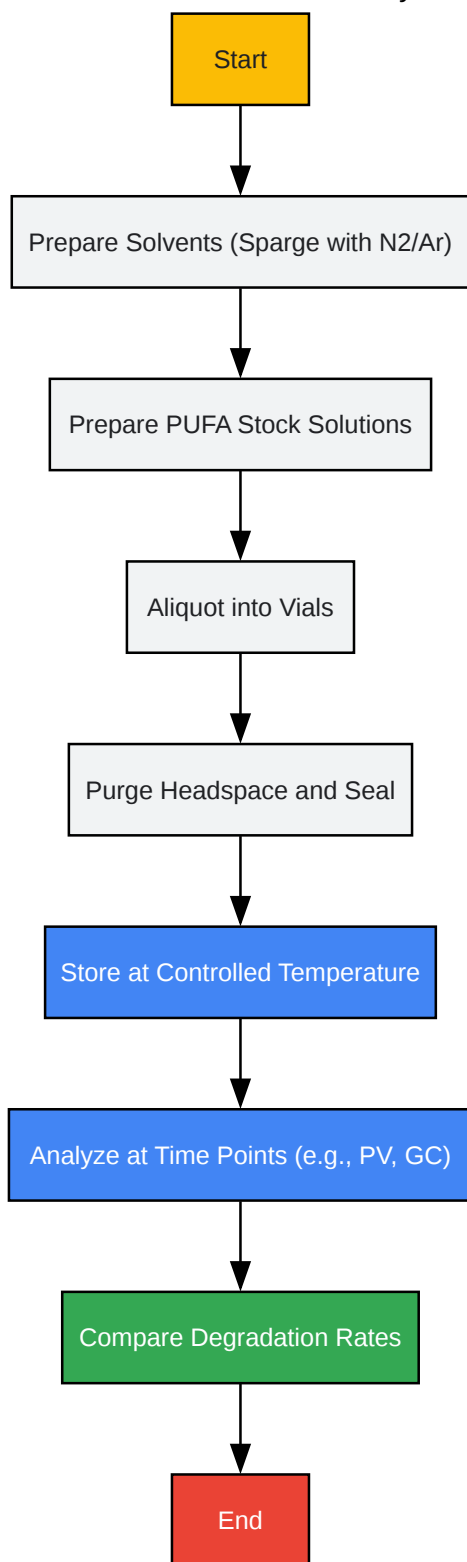 Start
Prepare Solvents (Sparge with N2/Ar)
Prepare PUFA Stock Solutions
Aliquot into Vials
Purge Headspace and Seal
Store at Controlled Temperature
Analyze at Time Points (e.g., PV, GC)
Compare Degradation Rates
End